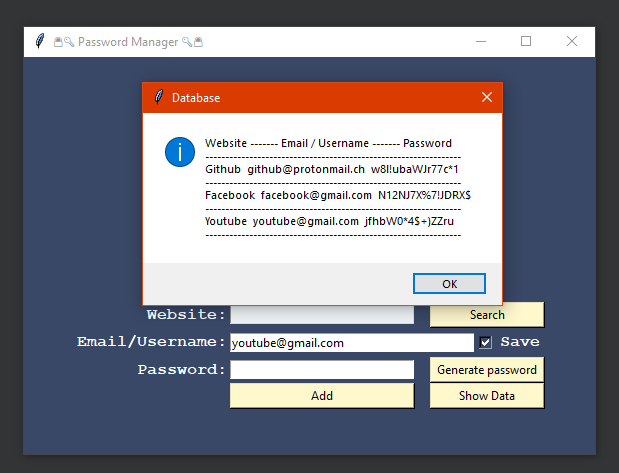 Password Manager
Database
Website ------- Email / Username ------- Password
----------------------------------------------------------------
Github github@protonmail.ch w8l!ubaWJr77c*1
----------------------------------------------------------------
Facebook facebook@gmail.com N12NJ7X%7!JDRX$
----------------------------------------------------------------
Youtube youtube@gmail.com jfhbW0*4$+)ZZru
----------------------------------------------------------------
OK
Website: Search
Email/Username: youtube@gmail.com Save
Password: Generate password
Add Show Data